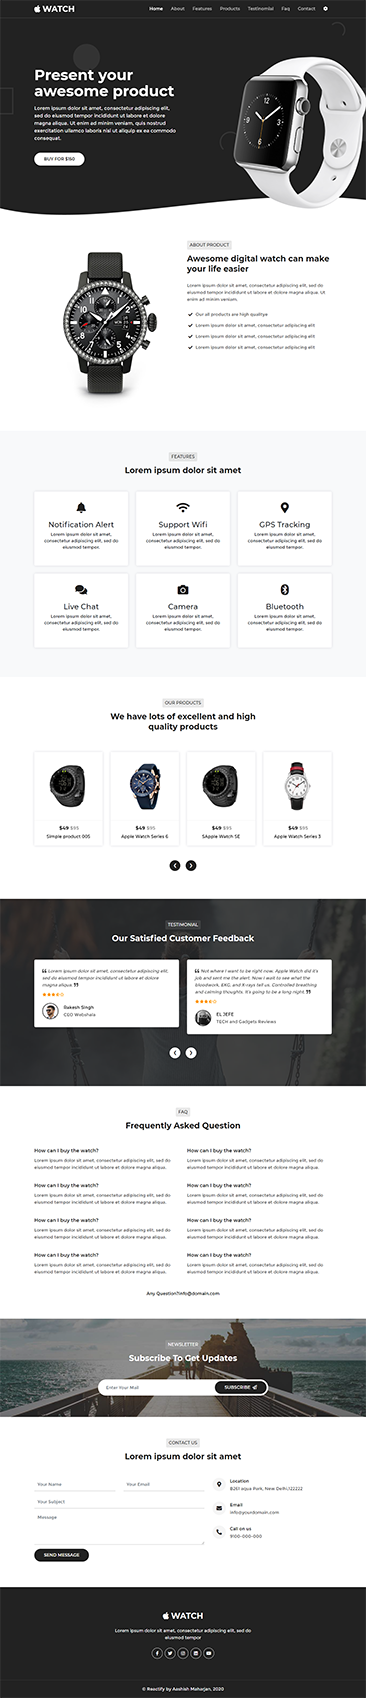 WATCH
Home About Features Products Testinomial Faq Contact
Present your
awesome product
Lorem ipsum dolor sit amet, consectetur adipiscing elit, sed do eiusmod tempor incididunt ut labore et dolore magna aliqua. Ut enim ad minim veniam, quis nostrud exercitation ullamco laboris nisi ut aliquip ex ea commodo consequat.
BUY FOR $150
ABOUT PRODUCT
Awesome digital watch can make
your life easier
Lorem ipsum dolor sit amet, consectetur adipiscing elit, sed do
eiusmod tempor incididunt ut labore et dolore magna aliqua. Ut
enim ad minim veniam.
Our all products are high qualitye
Lorem ipsum dolor sit amet, consectetur adipiscing elit
Lorem ipsum dolor sit amet, consectetur adipiscing elit
Lorem ipsum dolor sit amet, consectetur adipiscing elit
FEATURES
Lorem ipsum dolor sit amet
Notification Alert
Lorem ipsum dolor sit amet,
consectetur adipiscing elit, sed do
eiusmod tempor.
Support Wifi
Lorem ipsum dolor sit amet,
consectetur adipiscing elit, sed do
eiusmod tempor.
GPS Tracking
Lorem ipsum dolor sit amet,
consectetur adipiscing elit, sed do
eiusmod tempor.
Live Chat
Lorem ipsum dolor sit amet,
consectetur adipiscing elit, sed do
eiusmod tempor.
Camera
Lorem ipsum dolor sit amet,
consectetur adipiscing elit, sed do
eiusmod tempor.
Bluetooth
Lorem ipsum dolor sit amet,
consectetur adipiscing elit, sed do
eiusmod tempor.
OUR PRODUCTS
We have lots of excellent and high
quality products
$49 $95
Simple product 005
$49 $95
Apple Watch Series 6
$49 $95
SApple Watch SE
$49 $95
Apple Watch Series 3
TESTIMONIAL
Our Satisfied Customer Feedback
Lorem ipsum dolor sit amet, consectetur adipiscing elit,
sed do eiusmod tempor incididunt ut labore et dolore
magna aliqua.
Rakesh Singh
CEO Webshala
Not where I want to be right now. Apple Watch did it's
job and sent me the alert. Now I wait to see what the
bloodwork, EKG, and X-rays tell us. Controlled breathing
and calming thoughts. It's going to be a long night.
EL JEFE
TECH and Gadgets Reviews
FAQ
Frequently Asked Question
How can I buy the watch?
Lorem ipsum dolor sit amet, consectetur adipiscing elit, sed do
eiusmod tempor incididunt ut labore et dolore magna aliqua.
How can I buy the watch?
Lorem ipsum dolor sit amet, consectetur adipiscing elit, sed do
eiusmod tempor incididunt ut labore et dolore magna aliqua.
How can I buy the watch?
Lorem ipsum dolor sit amet, consectetur adipiscing elit, sed do
eiusmod tempor incididunt ut labore et dolore magna aliqua.
How can I buy the watch?
Lorem ipsum dolor sit amet, consectetur adipiscing elit, sed do
eiusmod tempor incididunt ut labore et dolore magna aliqua.
How can I buy the watch?
Lorem ipsum dolor sit amet, consectetur adipiscing elit, sed do
eiusmod tempor incididunt ut labore et dolore magna aliqua.
How can I buy the watch?
Lorem ipsum dolor sit amet, consectetur adipiscing elit, sed do
eiusmod tempor incididunt ut labore et dolore magna aliqua.
How can I buy the watch?
Lorem ipsum dolor sit amet, consectetur adipiscing elit, sed do
eiusmod tempor incididunt ut labore et dolore magna aliqua.
How can I buy the watch?
Lorem ipsum dolor sit amet, consectetur adipiscing elit, sed do
eiusmod tempor incididunt ut labore et dolore magna aliqua.
Any Question?info@domain.com
NEWSLETTER
Subscribe To Get Updates
Enter Your Mail
SUBSCRIBE
CONTACT US
Lorem ipsum dolor sit amet
Your Name
Your Email
Your Subject
Message
SEND MESSAGE
Location
B261 aqua Park, New Delhi,122222
Email
info@yourdomain.com
Call on us
9100-000-000
WATCH
Lorem ipsum dolor sit amet, consectetur adipiscing elit, sed do
eiusmod tempor
© Reactify by Aashish Maharjan, 2020